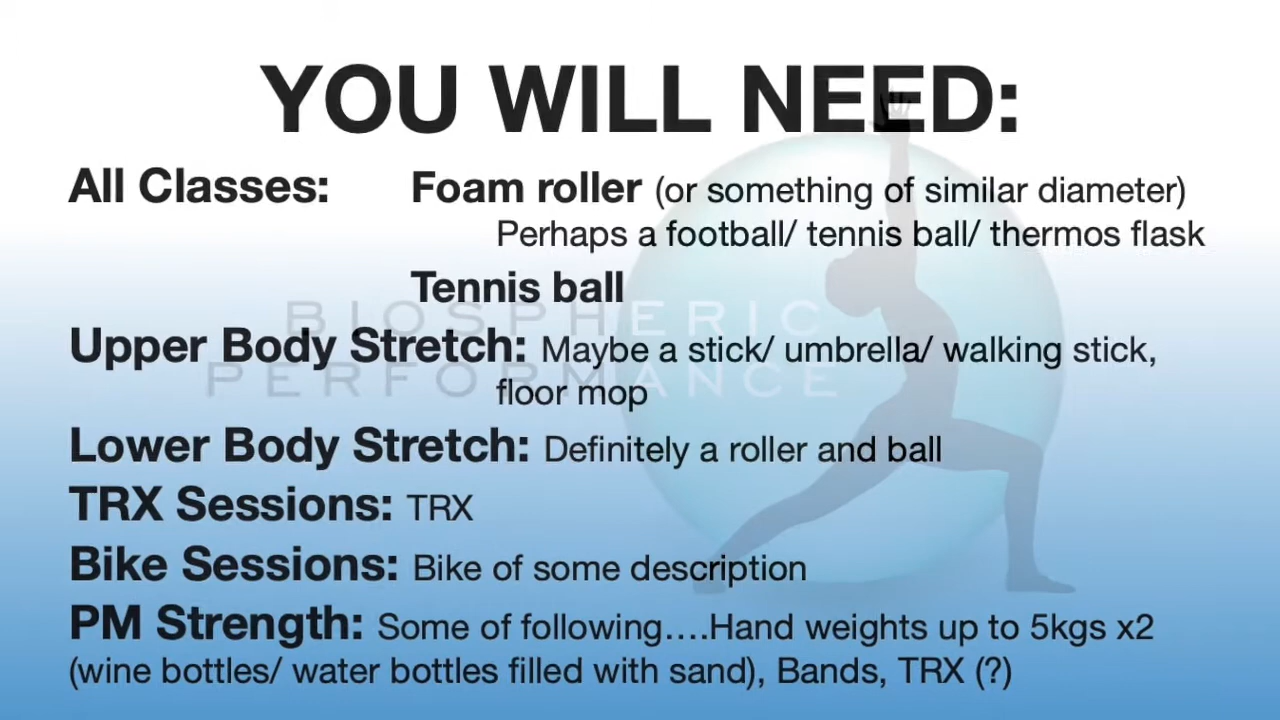 YOU WILL NEED:
All Classes: Foam roller (or something of similar diameter)
Perhaps a football/ tennis ball/ thermos flask
Tennis ball
BIOSPHERIC
Upper Body Stretch: Maybe a stick/ umbrella/ walking stick,
PERFORMANCE
floor mop
Lower Body Stretch: Definitely a roller and ball
TRX Sessions: TRX
Bike Sessions: Bike of some description
PM Strength: Some of following....Hand weights up to 5kgs x2
(wine bottles/ water bottles filled with sand), Bands, TRX (?)